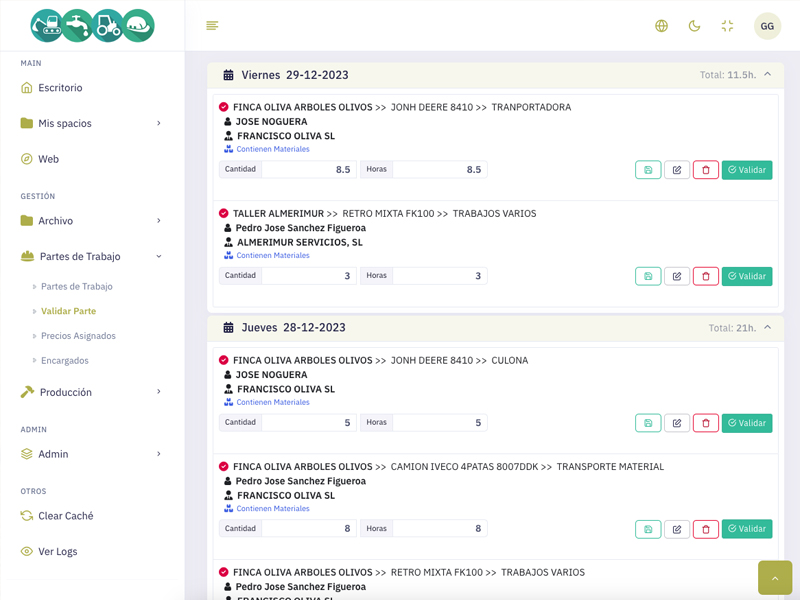 GG
MAIN
Escritorio
Mis spacios
Web
GESTIÓN
Archivo
Partes de Trabajo
Partes de Trabajo
Validar Parte
Precios Asignados
Encargados
Producción
ADMIN
Admin
OTROS
Clear Caché
Ver Logs
Viernes 29-12-2023 Total: 11.5h.
FINCA OLIVA ARBOLES OLIVOS >> JONH DEERE 8410 >> TRANPORTADORA
JOSE NOGUERA
FRANCISCO OLIVA SL
Contienen Materiales
Cantidad 8.5 Horas 8.5 Validar
TALLER ALMERIMUR >> RETRO MIXTA FK100 >> TRABAJOS VARIOS
Pedro Jose Sanchez Figueroa
ALMERIMUR SERVICIOS, SL
Contienen Materiales
Cantidad 3 Horas 3 Validar
Jueves 28-12-2023 Total: 21h.
FINCA OLIVA ARBOLES OLIVOS >> JONH DEERE 8410 >> CULONA
JOSE NOGUERA
FRANCISCO OLIVA SL
Contienen Materiales
Cantidad 5 Horas 5 Validar
FINCA OLIVA ARBOLES OLIVOS >> CAMION IVECO 4PATAS 8007DDK >> TRANSPORTE MATERIAL
Pedro Jose Sanchez Figueroa
FRANCISCO OLIVA SL
Contienen Materiales
Cantidad 8 Horas 8 Validar
FINCA OLIVA ARBOLES OLIVOS >> RETRO MIXTA FK100 >> TRABAJOS VARIOS
Pedro Jose Sanchez Figueroa
FRANCISCO OLIVA SL